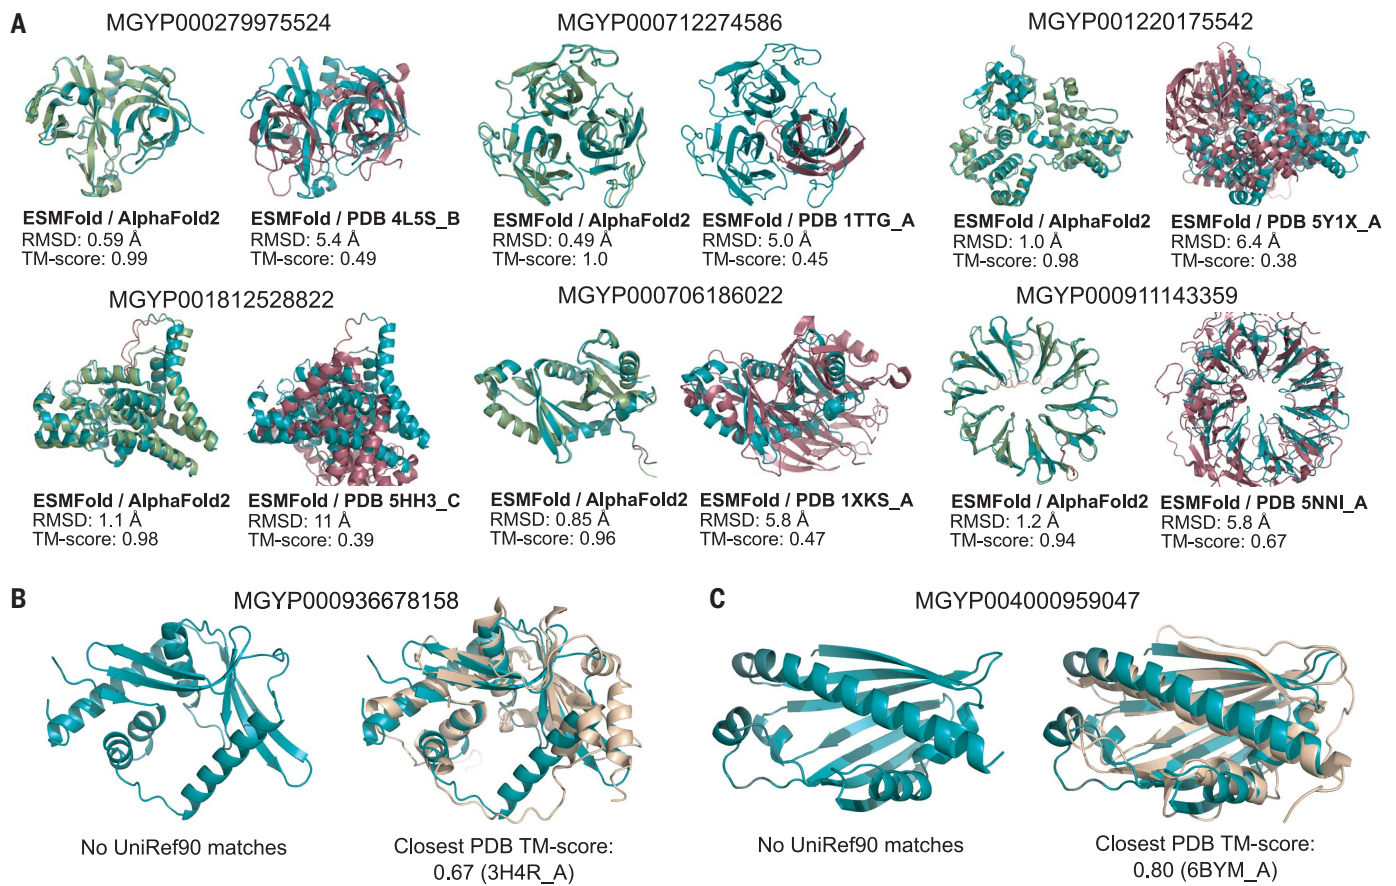 A
MGYP000279975524
MGYP000712274586
MGYP001220175542
ESMFold / AlphaFold2
RMSD: 0.59 Å
TM-score: 0.99
ESMFold / PDB 4L5S_B
RMSD: 5.4 Å
TM-score: 0.49
ESMFold / AlphaFold2
RMSD: 0.49 Å
TM-score: 1.0
ESMFold / PDB 1TTG_A
RMSD: 5.0 Å
TM-score: 0.45
ESMFold / AlphaFold2
RMSD: 1.0 Å
TM-score: 0.98
ESMFold / PDB 5Y1X_A
RMSD: 6.4 Å
TM-score: 0.38
MGYP001812528822
MGYP000706186022
MGYP000911143359
ESMFold / AlphaFold2
RMSD: 1.1 Å
TM-score: 0.98
ESMFold / PDB 5HH3_C
RMSD: 11 Å
TM-score: 0.39
ESMFold / AlphaFold2
RMSD: 0.85 Å
TM-score: 0.96
ESMFold / PDB 1XKS_A
RMSD: 5.8 Å
TM-score: 0.47
ESMFold / AlphaFold2
RMSD: 1.2 Å
TM-score: 0.94
ESMFold / PDB 5NNI_A
RMSD: 5.8 Å
TM-score: 0.67
B
MGYP000936678158
No UniRef90 matches
Closest PDB TM-score:
0.67 (3H4R_A)
C
MGYP004000959047
No UniRef90 matches
Closest PDB TM-score:
0.80 (6BYM_A)